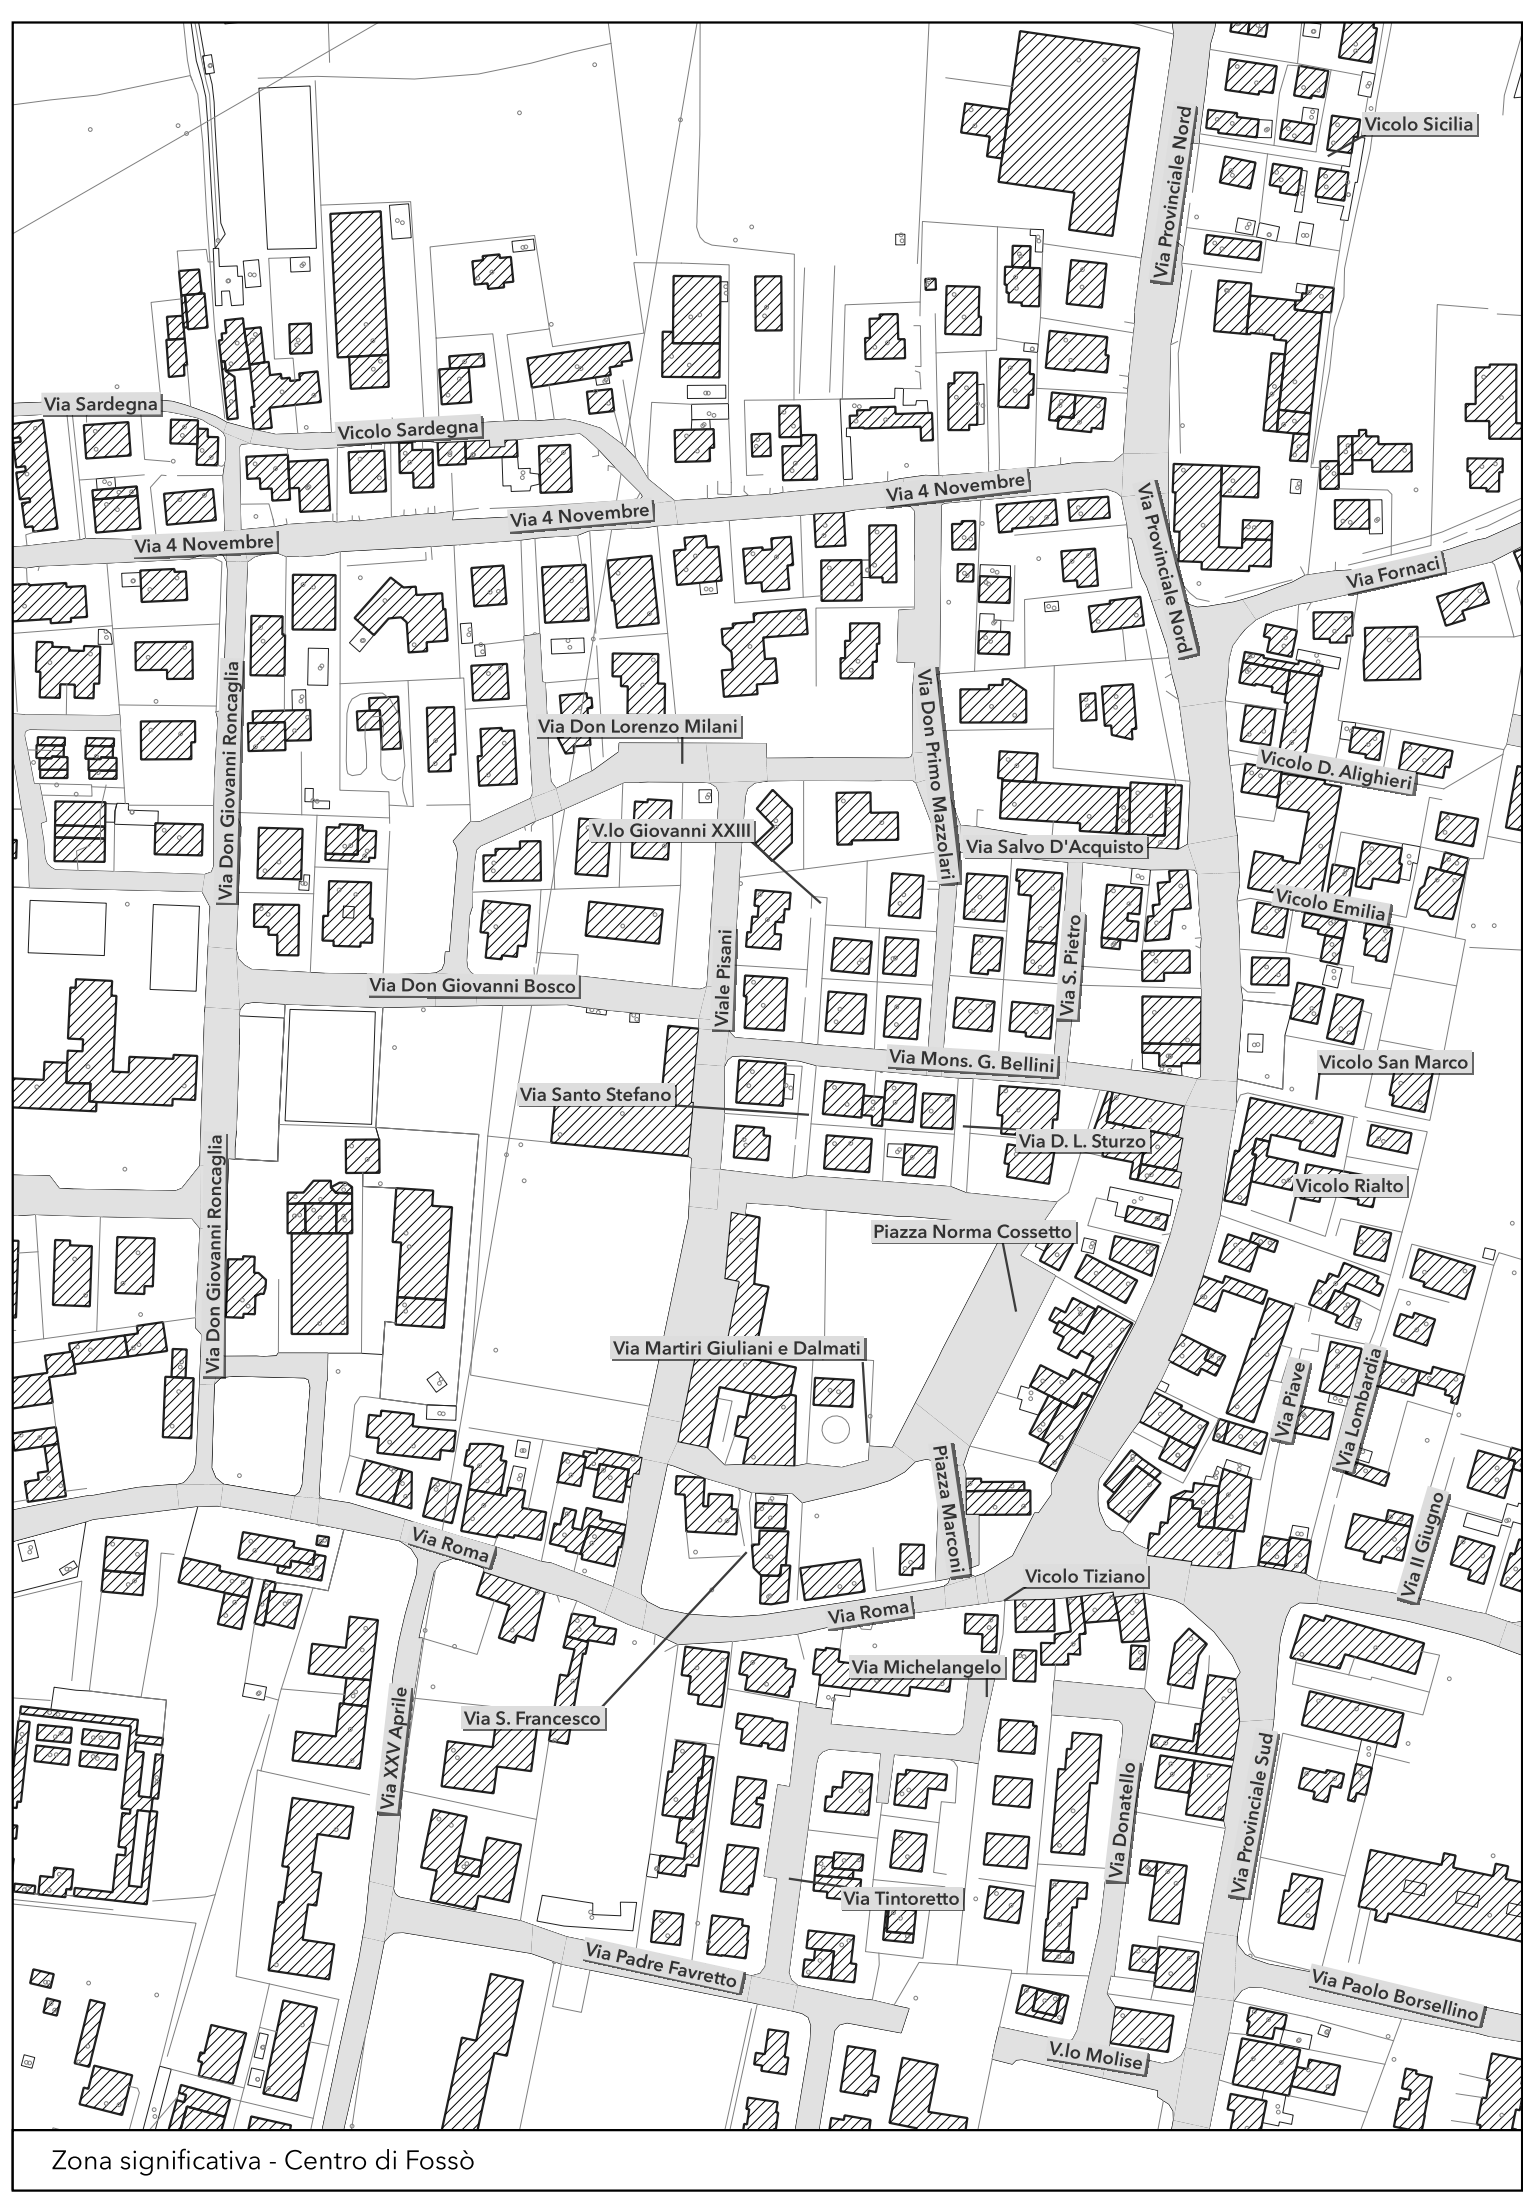 Vicolo Sicilia
Via Provinciale Nord
Via Sardegna
Vicolo Sardegna
Via 4 Novembre
Via 4 Novembre
Via 4 Novembre
Via Provinciale Nord
Via Fornaci
Via Don Giovanni Roncaglia
Via Don Lorenzo Milani
Via Don Primo Mazzolari
Vicolo D. Alighieri
V.lo Giovanni XXIII
Via Salvo D'Acquisto
Vicolo Emilia
Viale Pisani
Via S. Pietro
Via Don Giovanni Bosco
Via Mons. G. Bellini
Vicolo San Marco
Via Santo Stefano
Via D. L. Sturzo
Via Don Giovanni Roncaglia
Vicolo Rialto
Piazza Norma Cossetto
Via Martiri Giuliani e Dalmati
Via Piave
Via Lombardia
Piazza Marconi
Via II Giugno
Via Roma
Vicolo Tiziano
Via Roma
Via Michelangelo
Via S. Francesco
Via XXV Aprile
Via Donatello
Via Provinciale Sud
Via Tintoretto
Via Padre Favretto
Via Paolo Borsellino
V.lo Molise
Zona significativa - Centro di Fossò